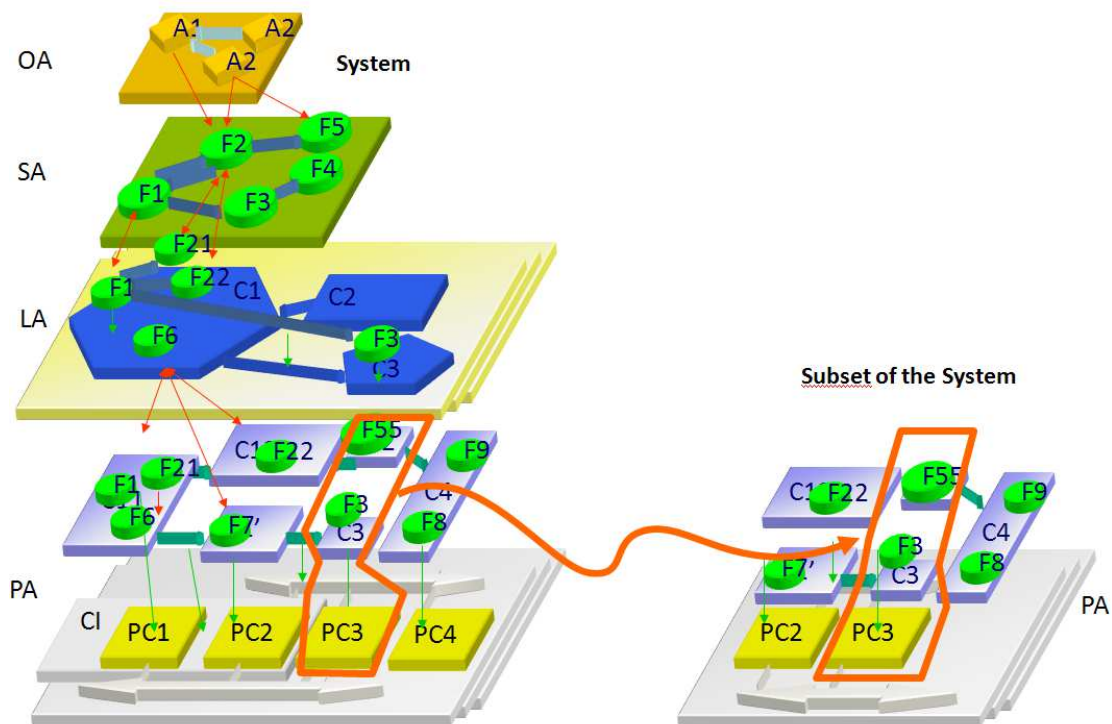 A1 A2
OA
A2
System
F5
F2
SA
F4
F1
F3
F21
F1
F22
C1
C2
LA
F6
F3
C3
Subset of the System
F55
F22
F9
F21
F1
C4
F6
F3
F8
F7'
C3
PA
CI
PC1 PC2 PC3 PC4
F55
F22
F9
C4
F3
F7'
C3
F8
PA
PC2 PC3